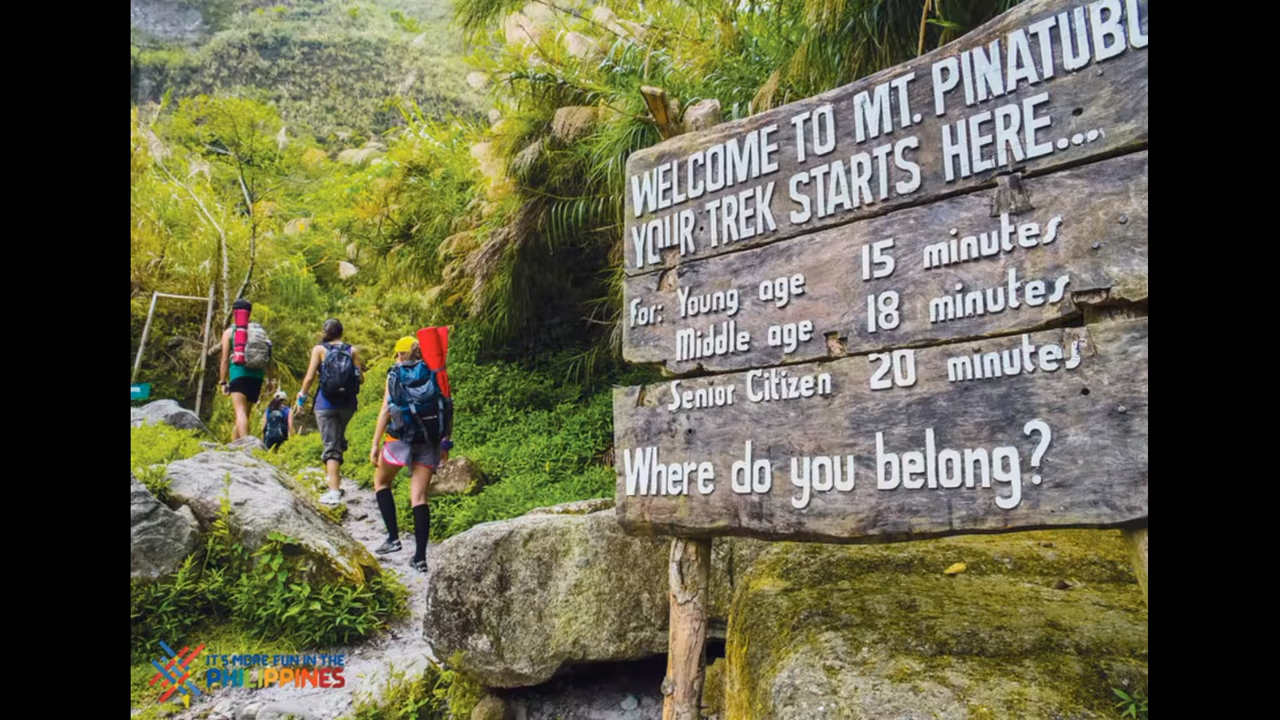 WELCOME TO MT. PINATUBO
YOUR TREK STARTS HERE...
For: Young age 15 minutes
Middle age 18 minutes
Senior Citizen 20 minutes
Where do you belong?
IT'S MORE FUN IN THE
PHILIPPINES